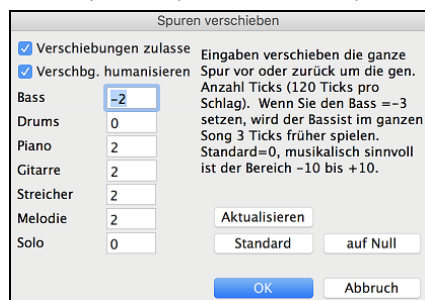 Spuren verschieben
Verschiebungen zulasse
Verschbg. humanisieren
Bass -2
Drums 0
Piano 2
Gitarre 2
Streicher 2
Melodie 2
Solo 0
Eingaben verschieben die ganze
Spur vor oder zurück um die gen.
Anzahl Ticks (120 Ticks pro
Schlag). Wenn Sie den Bass =-3
setzen, wird der Bassist im ganzen
Song 3 Ticks früher spielen.
Standard=0, musikalisch sinnvoll
ist der Bereich -10 bis +10.
Aktualisieren
Standard auf Null
OK Abbruch